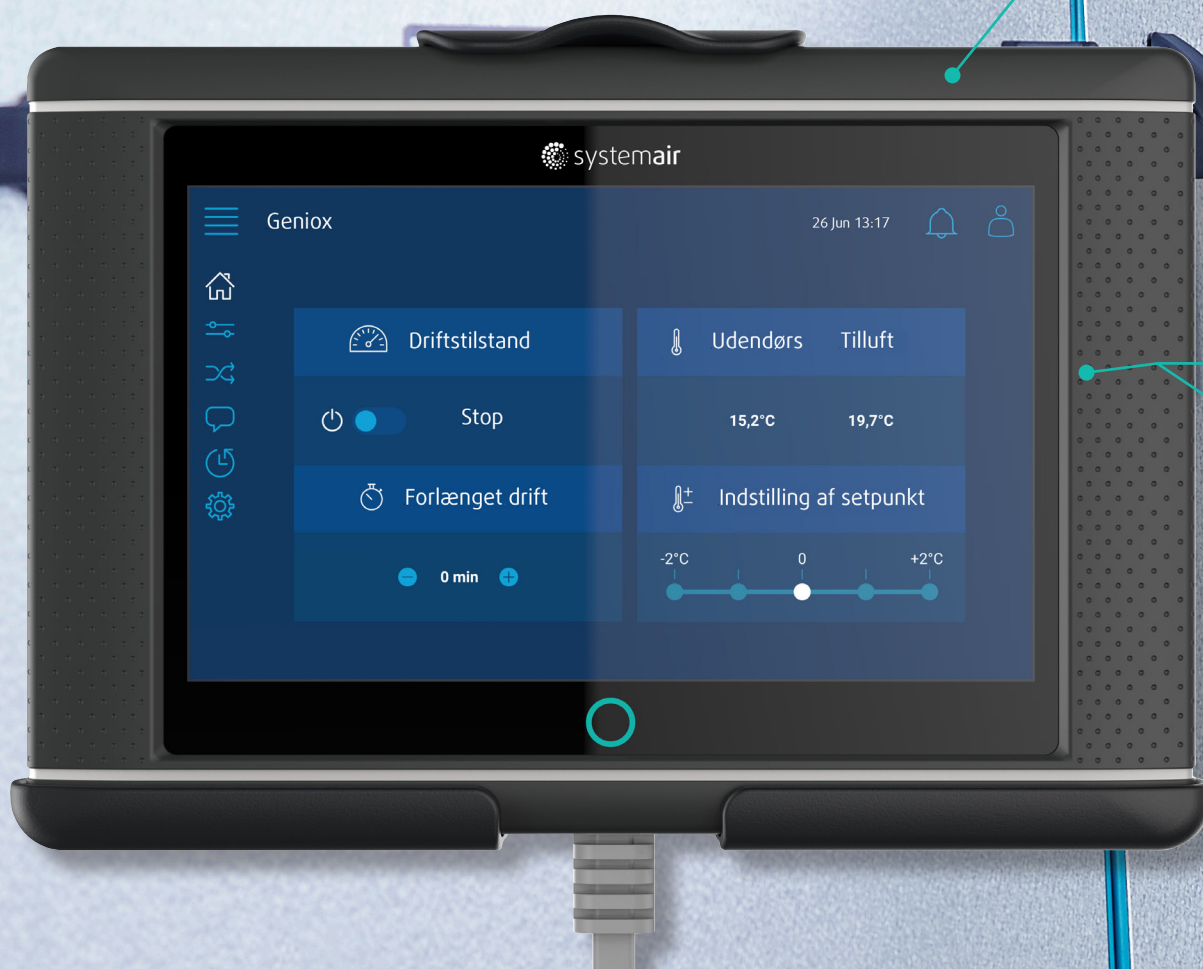 systemair
Geniox
26 Jun 13:17
Driftstilstand
Stop
Forlænget drift
0 min
Udendørs Tilluft
15,2°C 19,7°C
Indstilling af setpunkt
-2°C 0 +2°C